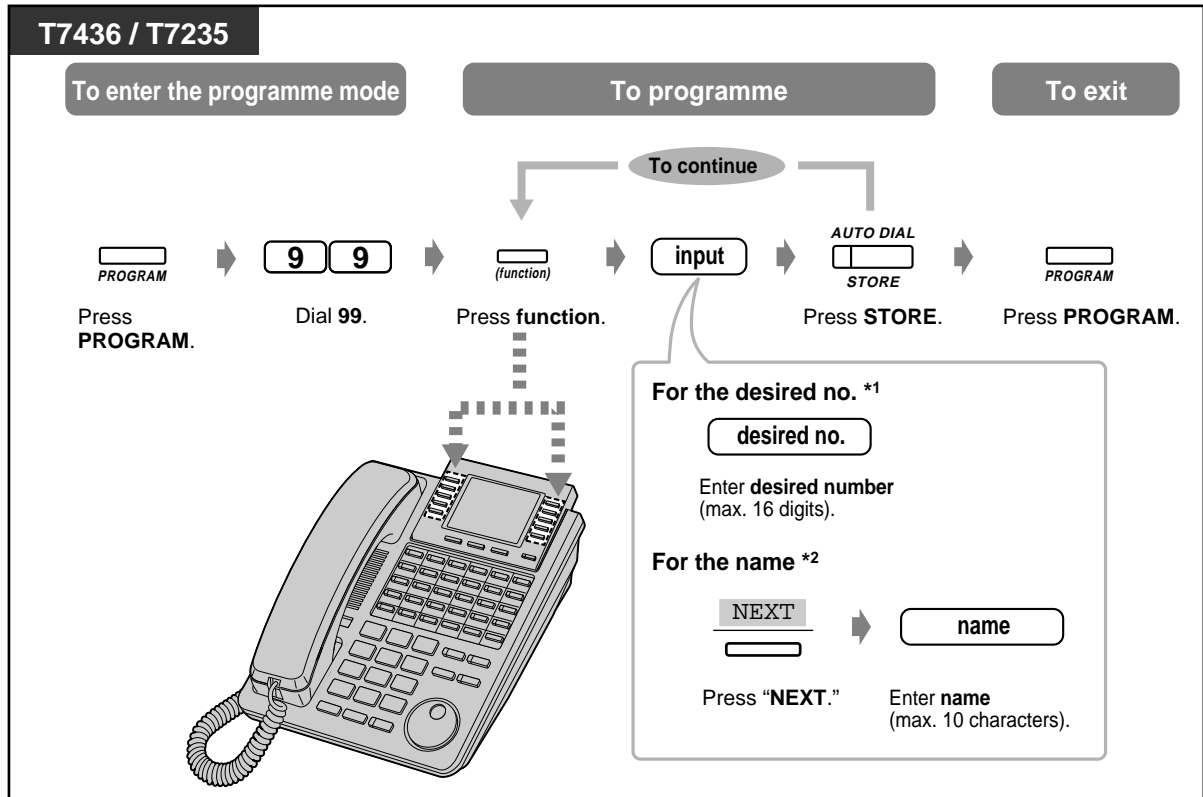 T7436 / T7235
To enter the programme mode
To programme
To exit
To continue
PROGRAM
9 9
(function)
input
AUTO DIAL
STORE
PROGRAM
Press
PROGRAM.
Dial 99.
Press function.
Press STORE.
Press PROGRAM.
For the desired no. *1
desired no.
Enter desired number
(max. 16 digits).
For the name *2
NEXT
name
Press “NEXT.”
Enter name
(max. 10 characters).